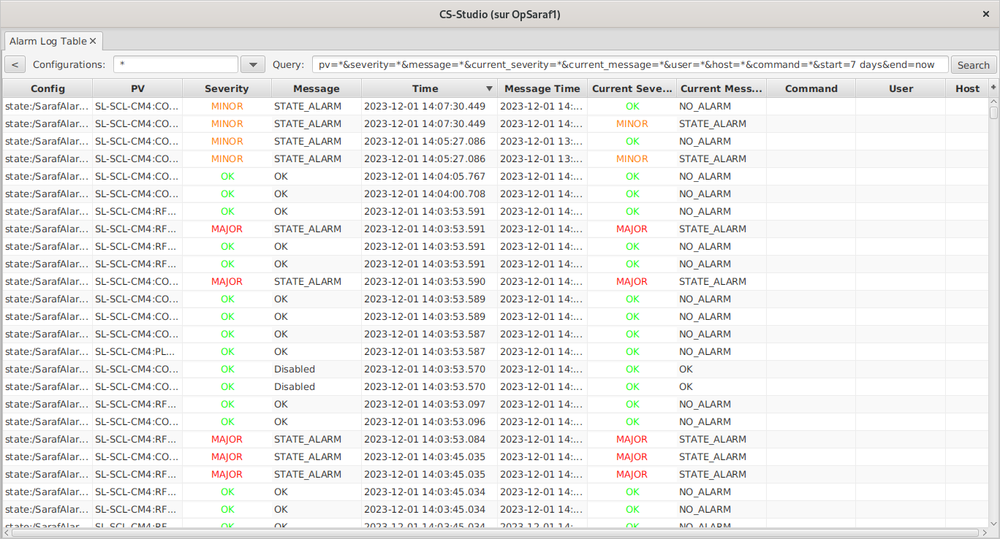 CS-Studio (sur OpSaraf1)
Alarm Log Table
< Configurations: * Query: pv=*&severity=*&message=*&current_severity=*&current_message=*&user=*&host=*&command=*&start=7 days&end=now Search
Config PV Severity Message Time Message Time Current Seve... Current Mess... Command User Host +
state:/SarafAlar... SL-SCL-CM4:CO... MINOR STATE_ALARM 2023-12-01 14:07:30.449 2023-12-01 14:... OK NO_ALARM
state:/SarafAlar... SL-SCL-CM4:CO... MINOR STATE_ALARM 2023-12-01 14:07:30.449 2023-12-01 14:... MINOR STATE_ALARM
state:/SarafAlar... SL-SCL-CM4:CO... MINOR STATE_ALARM 2023-12-01 14:05:27.086 2023-12-01 13:... OK NO_ALARM
state:/SarafAlar... SL-SCL-CM4:CO... MINOR STATE_ALARM 2023-12-01 14:05:27.086 2023-12-01 13:... MINOR STATE_ALARM
state:/SarafAlar... SL-SCL-CM4:CO... OK OK 2023-12-01 14:04:05.767 2023-12-01 14:... OK NO_ALARM
state:/SarafAlar... SL-SCL-CM4:CO... OK OK 2023-12-01 14:04:00.708 2023-12-01 14:... OK NO_ALARM
state:/SarafAlar... SL-SCL-CM4:RF... OK OK 2023-12-01 14:03:53.591 2023-12-01 14:... OK NO_ALARM
state:/SarafAlar... SL-SCL-CM4:RF... MAJOR STATE_ALARM 2023-12-01 14:03:53.591 2023-12-01 14:... MAJOR STATE_ALARM
state:/SarafAlar... SL-SCL-CM4:RF... OK OK 2023-12-01 14:03:53.591 2023-12-01 14:... OK NO_ALARM
state:/SarafAlar... SL-SCL-CM4:RF... OK OK 2023-12-01 14:03:53.591 2023-12-01 14:... OK NO_ALARM
state:/SarafAlar... SL-SCL-CM4:CO... MAJOR STATE_ALARM 2023-12-01 14:03:53.590 2023-12-01 14:... MAJOR STATE_ALARM
state:/SarafAlar... SL-SCL-CM4:CO... OK OK 2023-12-01 14:03:53.589 2023-12-01 14:... OK NO_ALARM
state:/SarafAlar... SL-SCL-CM4:CO... OK OK 2023-12-01 14:03:53.589 2023-12-01 14:... OK NO_ALARM
state:/SarafAlar... SL-SCL-CM4:CO... OK OK 2023-12-01 14:03:53.587 2023-12-01 14:... OK NO_ALARM
state:/SarafAlar... SL-SCL-CM4:PL... OK OK 2023-12-01 14:03:53.587 2023-12-01 14:... OK NO_ALARM
state:/SarafAlar... SL-SCL-CM4:CO... OK Disabled 2023-12-01 14:03:53.570 2023-12-01 14:... OK OK
state:/SarafAlar... SL-SCL-CM4:CO... OK Disabled 2023-12-01 14:03:53.570 2023-12-01 14:... OK OK
state:/SarafAlar... SL-SCL-CM4:RF... OK OK 2023-12-01 14:03:53.097 2023-12-01 14:... OK NO_ALARM
state:/SarafAlar... SL-SCL-CM4:CO... OK OK 2023-12-01 14:03:53.096 2023-12-01 14:... OK NO_ALARM
state:/SarafAlar... SL-SCL-CM4:RF... MAJOR STATE_ALARM 2023-12-01 14:03:53.084 2023-12-01 14:... MAJOR STATE_ALARM
state:/SarafAlar... SL-SCL-CM4:CO... MAJOR STATE_ALARM 2023-12-01 14:03:45.035 2023-12-01 14:... MAJOR STATE_ALARM
state:/SarafAlar... SL-SCL-CM4:RF... MAJOR STATE_ALARM 2023-12-01 14:03:45.035 2023-12-01 14:... MAJOR STATE_ALARM
state:/SarafAlar... SL-SCL-CM4:RF... OK OK 2023-12-01 14:03:45.034 2023-12-01 14:... OK NO_ALARM
state:/SarafAlar... SL-SCL-CM4:RF... OK OK 2023-12-01 14:03:45.034 2023-12-01 14:... OK NO_ALARM
state:/SarafAlar... SL-SCL-CM4:RF... OK OK 2023-12-01 14:03:45.034 2023-12-01 14:... OK NO_ALARM